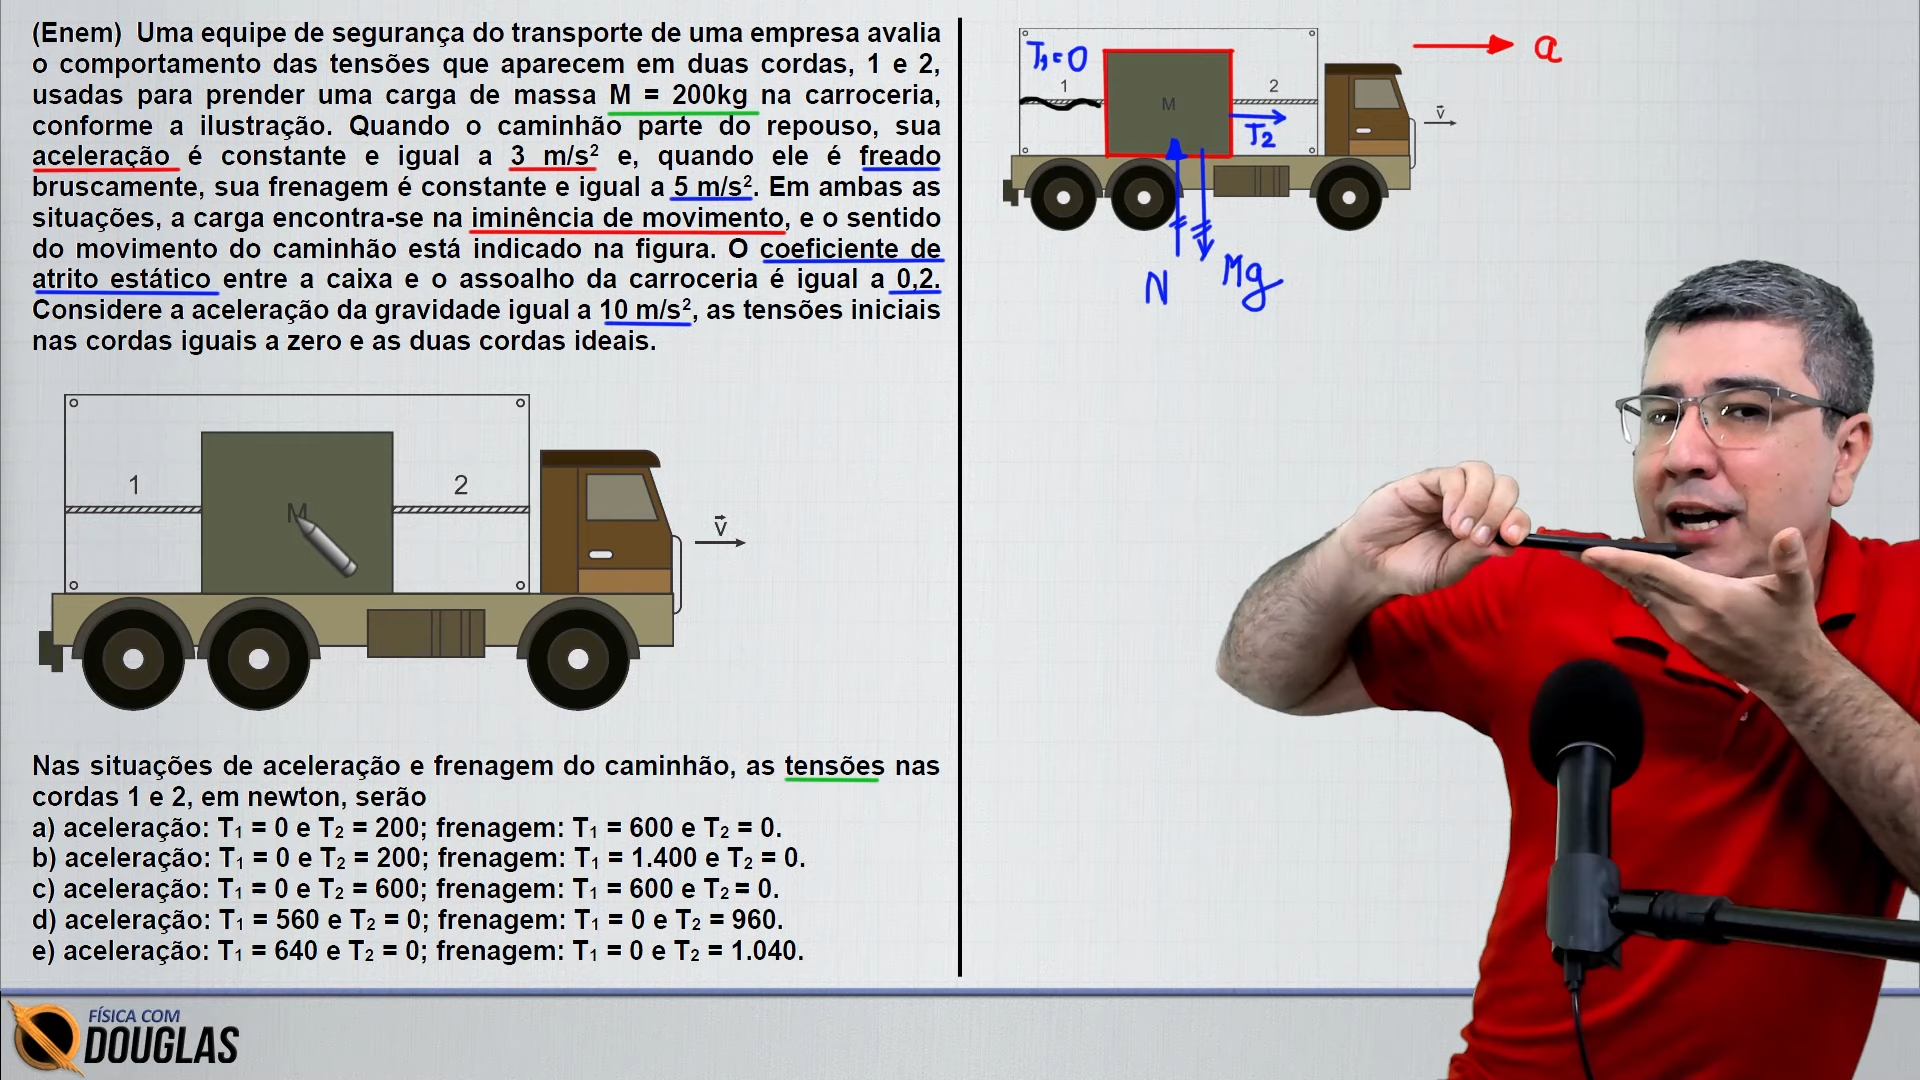 (Enem) Uma equipe de segurança do transporte de uma empresa avalia
o comportamento das tensões que aparecem em duas cordas, 1 e 2,
usadas para prender uma carga de massa M = 200kg na carroceria,
conforme a ilustração. Quando o caminhão parte do repouso, sua
aceleração é constante e igual a 3 m/s² e, quando ele é freado
bruscamente, sua frenagem é constante e igual a 5 m/s². Em ambas as
situações, a carga encontra-se na iminência de movimento, e o sentido
do movimento do caminhão está indicado na figura. O coeficiente de
atrito estático entre a caixa e o assoalho da carroceria é igual a 0,2.
Considere a aceleração da gravidade igual a 10 m/s², as tensões iniciais
nas cordas iguais a zero e as duas cordas ideais.
1
M
2
v
Nas situações de aceleração e frenagem do caminhão, as tensões nas
cordas 1 e 2, em newton, serão
a) aceleração: T₁ = 0 e T₂ = 200; frenagem: T₁ = 600 e T₂ = 0.
b) aceleração: T₁ = 0 e T₂ = 200; frenagem: T₁ = 1.400 e T₂ = 0.
c) aceleração: T₁ = 0 e T₂ = 600; frenagem: T₁ = 600 e T₂ = 0.
d) aceleração: T₁ = 560 e T₂ = 0; frenagem: T₁ = 0 e T₂ = 960.
e) aceleração: T₁ = 640 e T₂ = 0; frenagem: T₁ = 0 e T₂ = 1.040.
FÍSICA COM
DOUGLAS
T₁=0
a
1
M
2
T₂
v
N
Mg